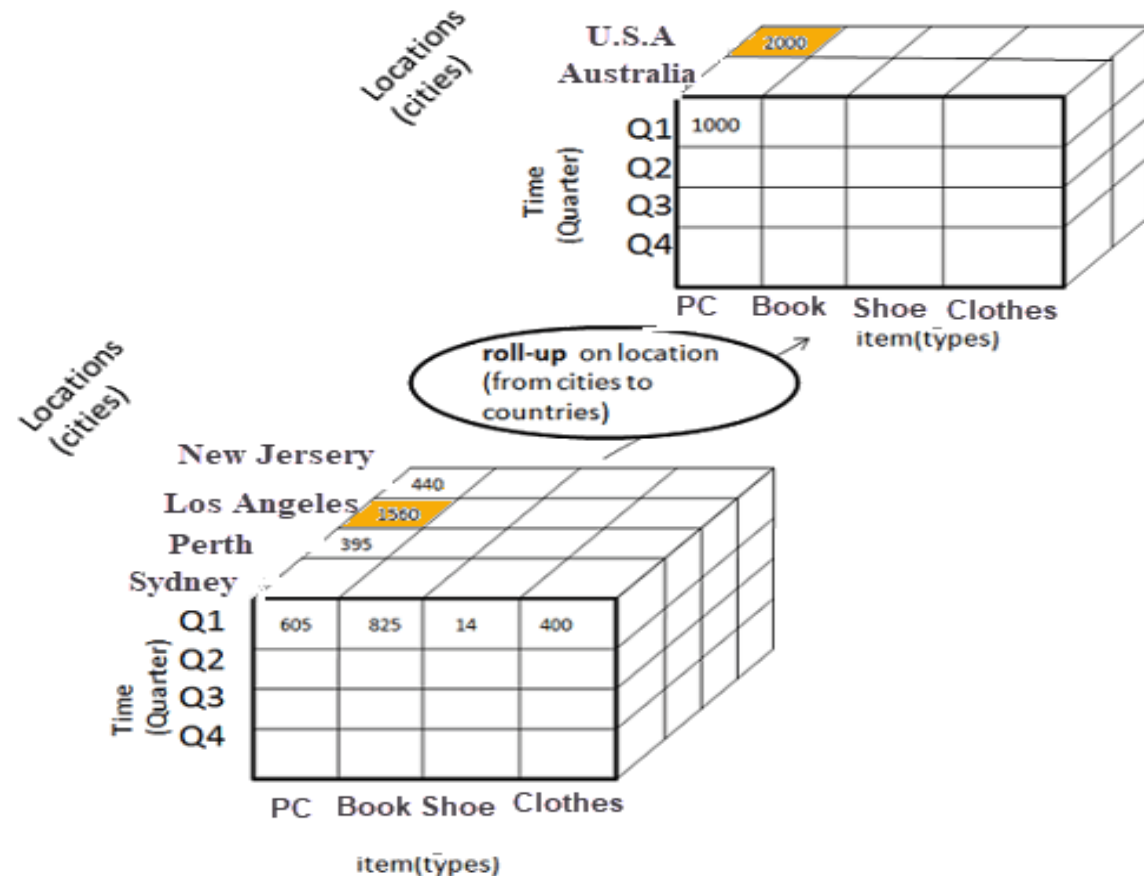 Locations
(cities)
U.S.A
Australia
2000
Time
(Quarter)
Q1
1000
Q2
Q3
Q4
PC Book Shoe Clothes
item(types)
roll-up on location
(from cities to
countries)
Locations
(cities)
New Jersery
440
Los Angeles
1560
Perth
395
Sydney
Time
(Quarter)
Q1
605 825 14 400
Q2
Q3
Q4
PC Book Shoe Clothes
item(types)